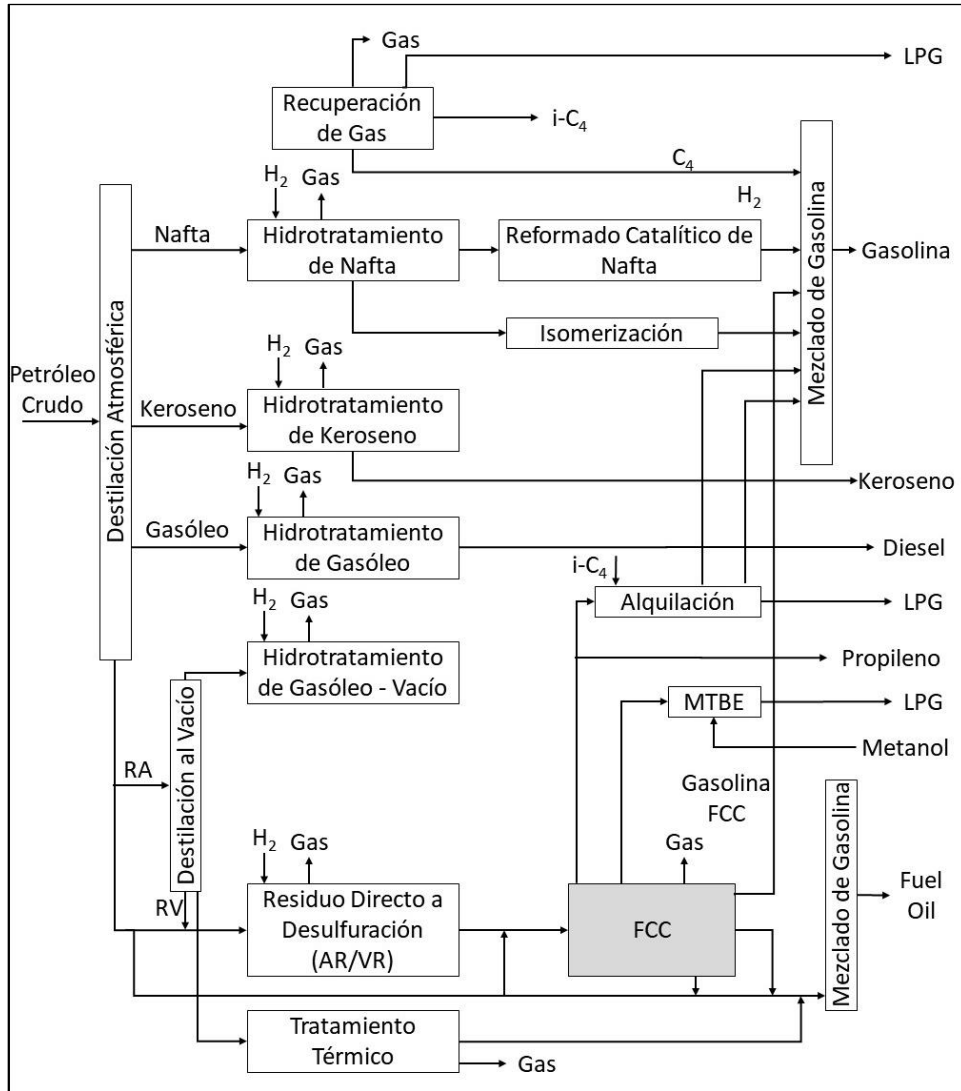 Gas
LPG
Recuperación
de Gas
i-C₄
C₄
H₂
Gas
H₂
Nafta
Hidrotratamiento
de Nafta
Reformado Catalítico de
Nafta
Mezclado de Gasolina
Gasolina
Isomerización
Petróleo
Crudo
Destilación Atmosférica
H₂
Gas
Keroseno
Hidrotratamiento
de Keroseno
Keroseno
H₂
Gas
Gasóleo
Hidrotratamiento
de Gasóleo
Diesel
i-C₄
Alquilación
LPG
H₂
Gas
Hidrotratamiento
de Gasóleo - Vacío
Propileno
MTBE
LPG
Metanol
RA
Destilación al Vacío
Gasolina
FCC
H₂
Gas
Gas
RV
Residuo Directo a
Desulfuración
(AR/VR)
FCC
Mezclado de Gasolina
Fuel
Oil
Tratamiento
Térmico
Gas